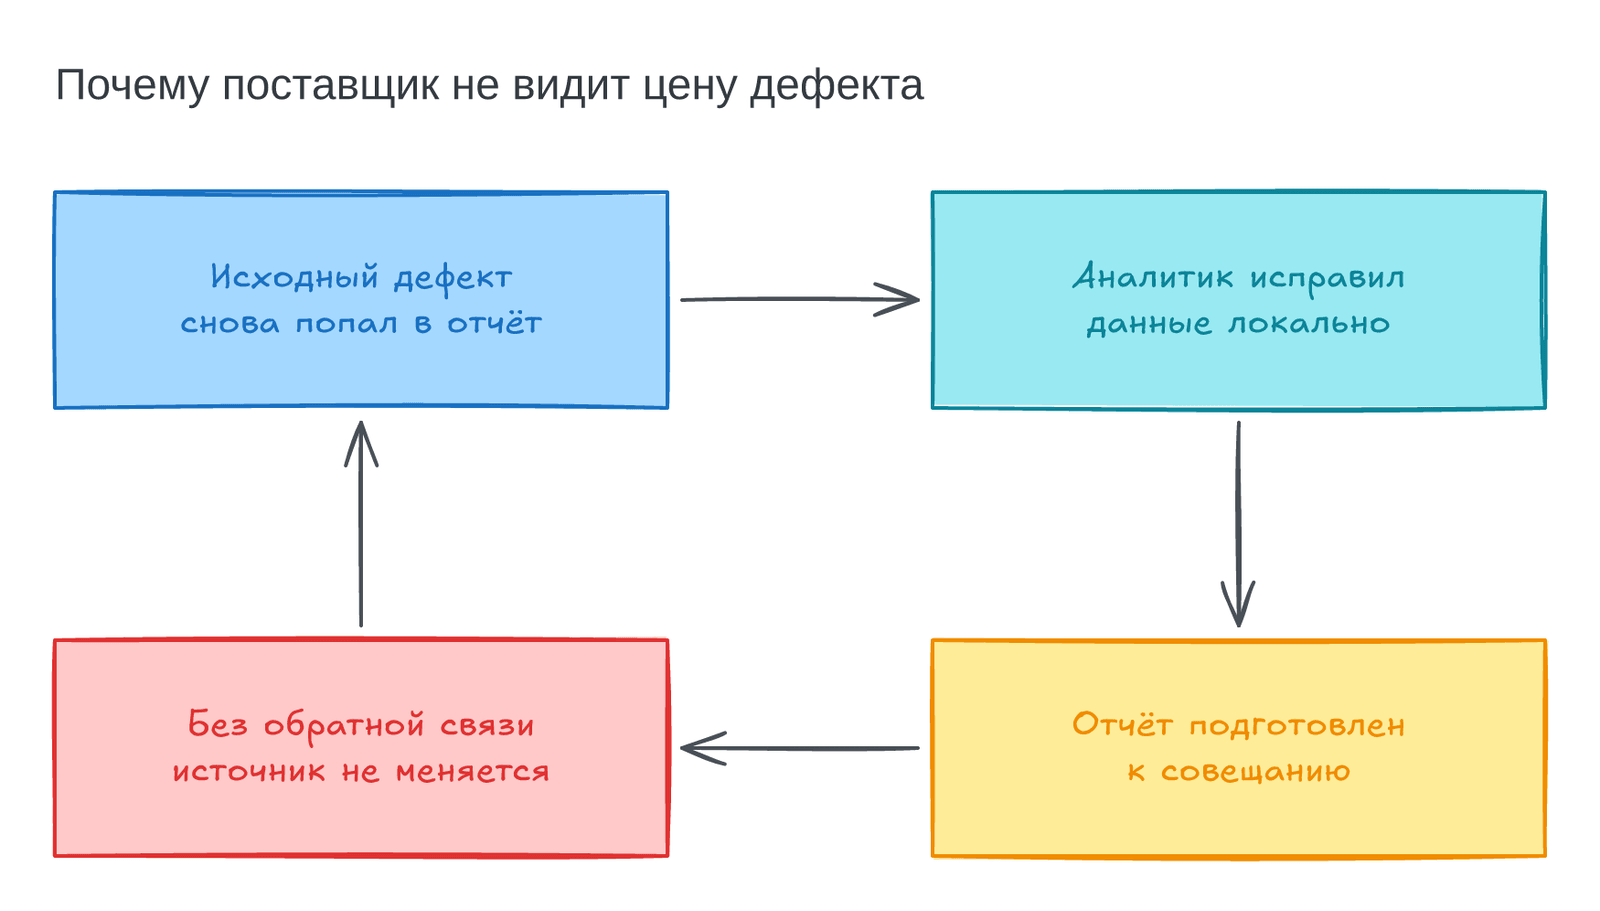 Почему поставщик не видит цену дефекта
Исходный дефект
снова попал в отчёт
Аналитик исправил
данные локально
Без обратной связи
источник не меняется
Отчёт подготовлен
к совещанию